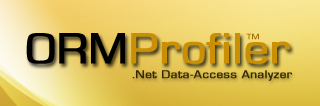 ORMProfiler™
.Net Data-Access Analyzer